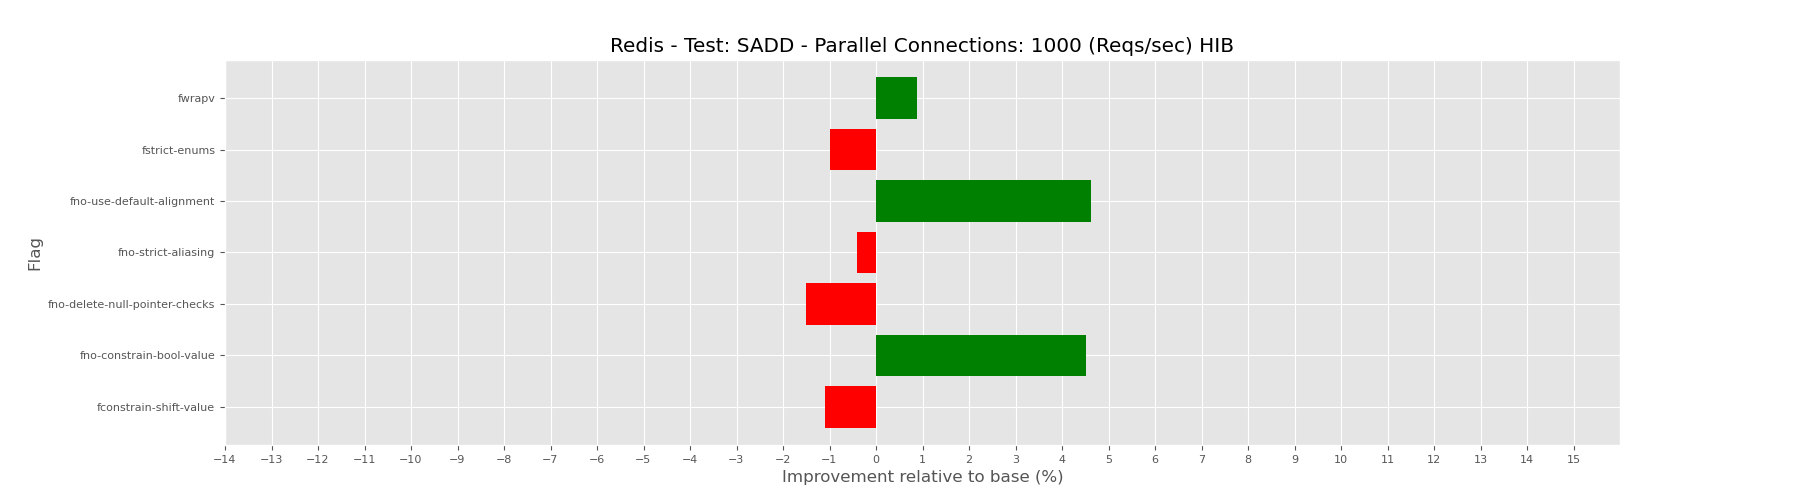 Redis - Test: SADD - Parallel Connections: 1000 (Reqs/sec) HIB
Flag
fwrapv
fstrict-enums
fno-use-default-alignment
fno-strict-aliasing
fno-delete-null-pointer-checks
fno-constrain-bool-value
fconstrain-shift-value
−14 −13 −12 −11 −10 −9 −8 −7 −6 −5 −4 −3 −2 −1 0 1 2 3 4 5 6 7 8 9 10 11 12 13 14 15
Improvement relative to base (%)